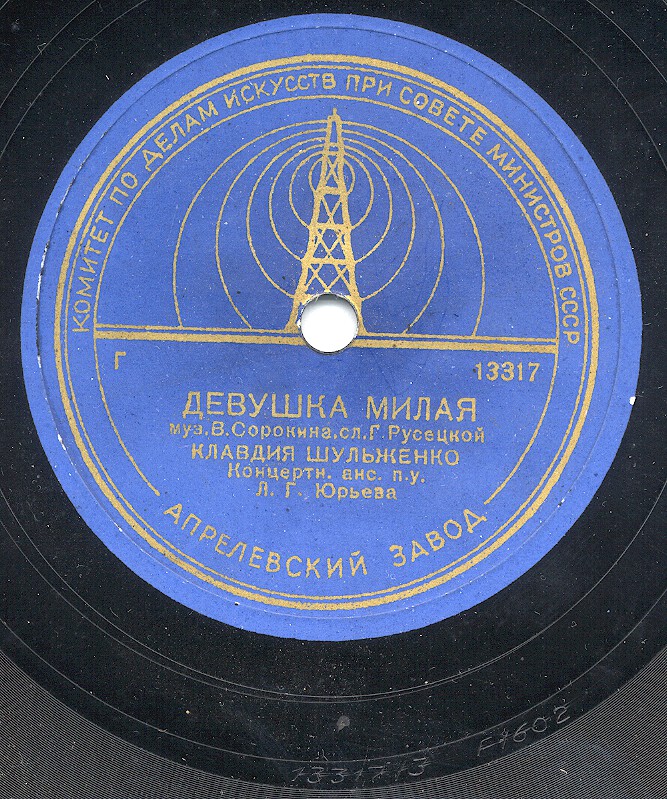 КОМИТЕТ ПО ДЕЛАМ ИСКУССТВ ПРИ СОВЕТЕ МИНИСТРОВ СССР
Г 13317
ДЕВУШКА МИЛАЯ
муз. В. Сорокина, сл. Г. Русецкой
КЛАВДИЯ ШУЛЬЖЕНКО
Концертн. анс. п.у.
Л. Г. Юрьева
АПРЕЛЕВСКИЙ ЗАВОД